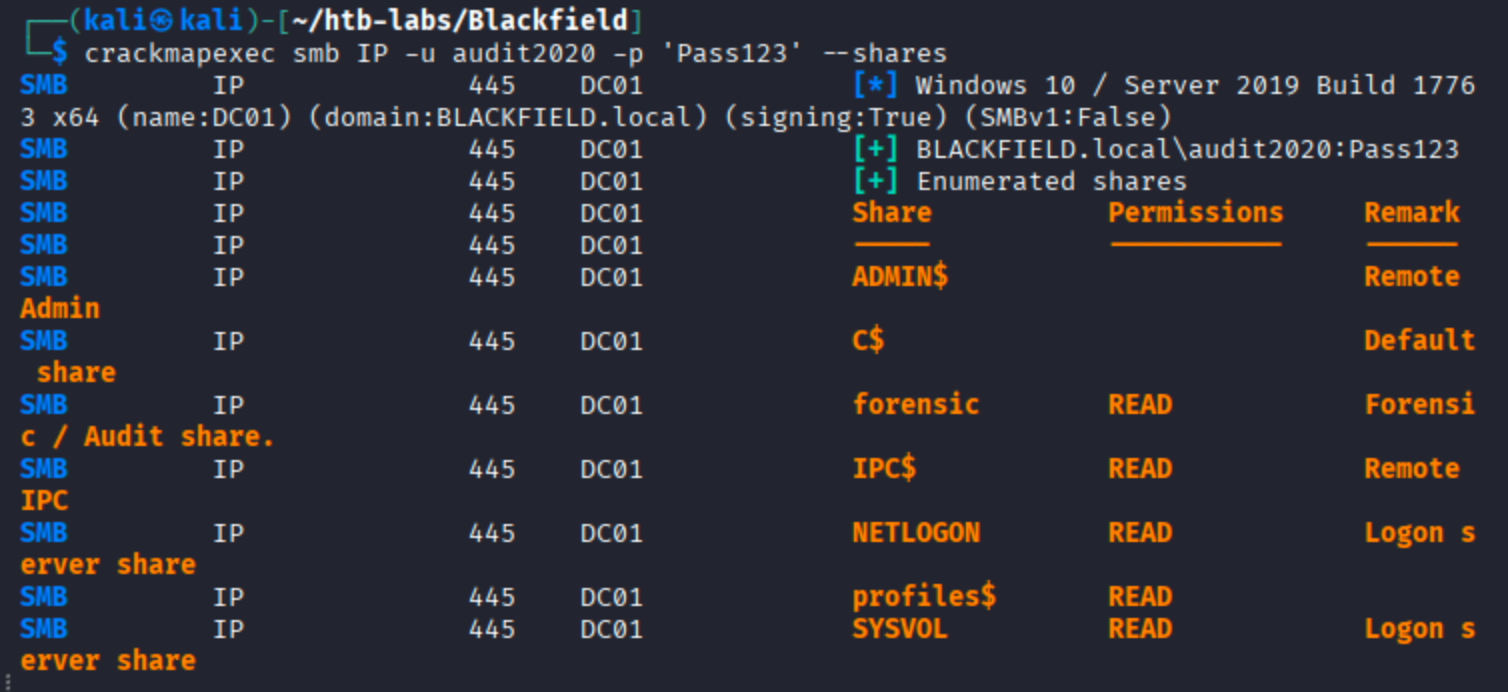 ┌──(kali㉿kali)-[~/htb-labs/Blackfield]
└─$ crackmapexec smb IP -u audit2020 -p 'Pass123' --shares
SMB IP 445 DC01 [*] Windows 10 / Server 2019 Build 1776
3 x64 (name:DC01) (domain:BLACKFIELD.local) (signing:True) (SMBv1:False)
SMB IP 445 DC01 [+] BLACKFIELD.local\audit2020:Pass123
SMB IP 445 DC01 [+] Enumerated shares
SMB IP 445 DC01 Share Permissions Remark
SMB IP 445 DC01 ----- ----------- ------
SMB IP 445 DC01 ADMIN$ Remote
Admin
SMB IP 445 DC01 C$ Default
share
SMB IP 445 DC01 forensic READ Forensi
c / Audit share.
SMB IP 445 DC01 IPC$ READ Remote
IPC
SMB IP 445 DC01 NETLOGON READ Logon s
erver share
SMB IP 445 DC01 profiles$ READ
SMB IP 445 DC01 SYSVOL READ Logon s
erver share